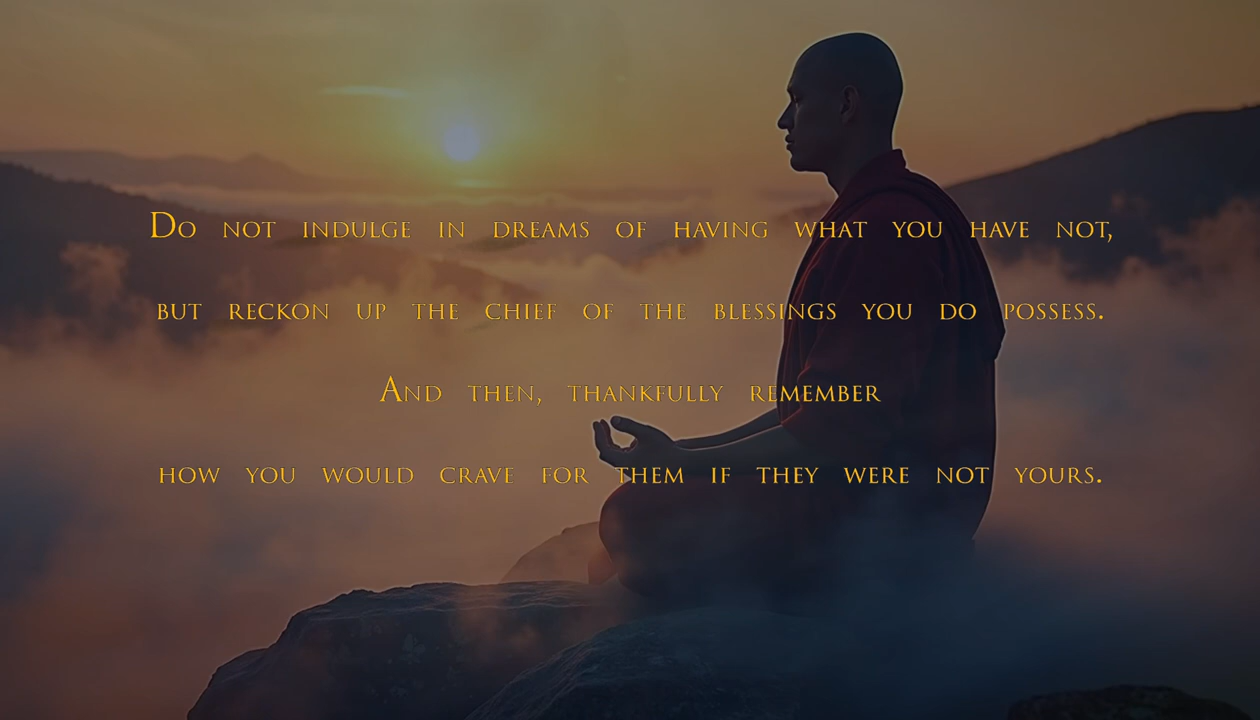 Do not indulge in dreams of having what you have not,
but reckon up the chief of the blessings you do possess.
And then, thankfully remember
how you would crave for them if they were not yours.